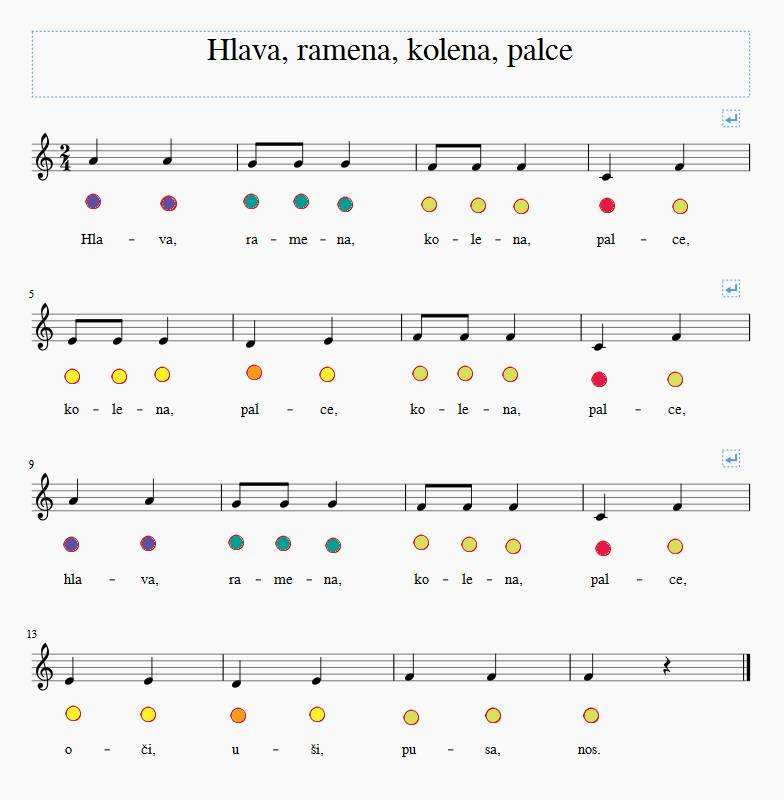 Hlava, ramena, kolena, palce
2
4
Hla – va, ra – me – na, ko – le – na, pal – ce,
5
ko – le – na, pal – ce, ko – le – na, pal – ce,
9
hla – va, ra – me – na, ko – le – na, pal – ce,
13
o – či, u – ši, pu – sa, nos.